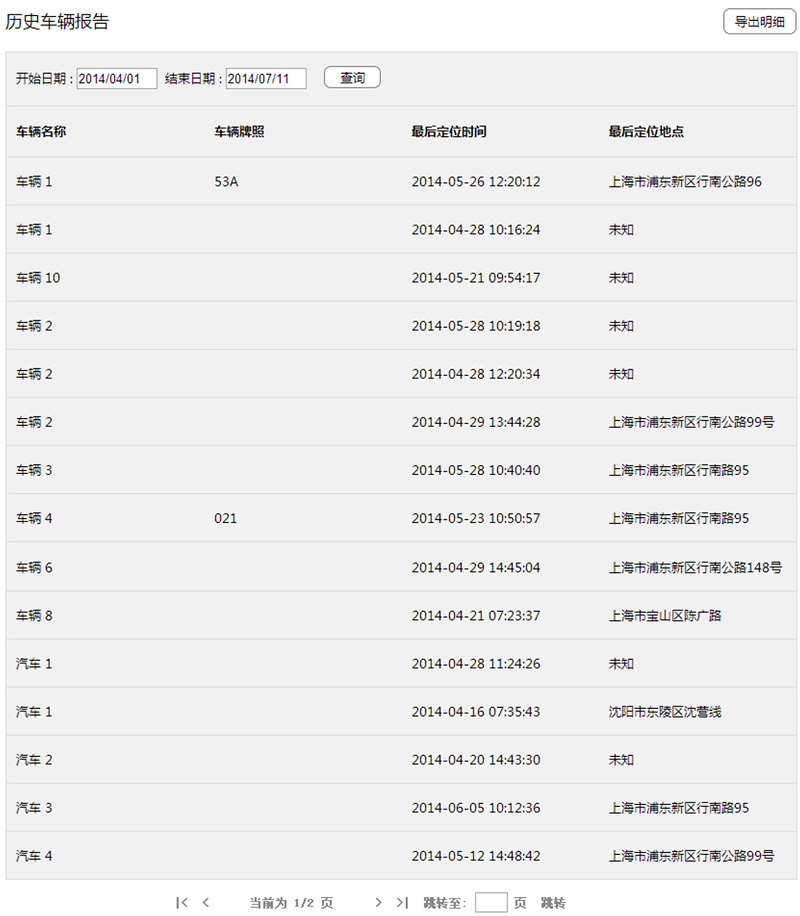 历史车辆报告 导出明细
开始日期 : 2014/04/01 结束日期 : 2014/07/11 查询
车辆名称 车辆牌照 最后定位时间 最后定位地点
车辆 1 53A 2014-05-26 12:20:12 上海市浦东新区行南公路96
车辆 1 2014-04-28 10:16:24 未知
车辆 10 2014-05-21 09:54:17 未知
车辆 2 2014-05-28 10:19:18 未知
车辆 2 2014-04-28 12:20:34 未知
车辆 2 2014-04-29 13:44:28 上海市浦东新区行南公路99号
车辆 3 2014-05-28 10:40:40 上海市浦东新区行南路95
车辆 4 021 2014-05-23 10:50:57 上海市浦东新区行南路95
车辆 6 2014-04-29 14:45:04 上海市浦东新区行南公路148号
车辆 8 2014-04-21 07:23:37 上海市宝山区陈广路
汽车 1 2014-04-28 11:24:26 未知
汽车 1 2014-04-16 07:35:43 沈阳市东陵区沈营线
汽车 2 2014-04-20 14:43:30 未知
汽车 3 2014-06-05 10:12:36 上海市浦东新区行南路95
汽车 4 2014-05-12 14:48:42 上海市浦东新区行南公路99号
|< < 当前为 1/2 页 > >| 跳转至: 页 跳转